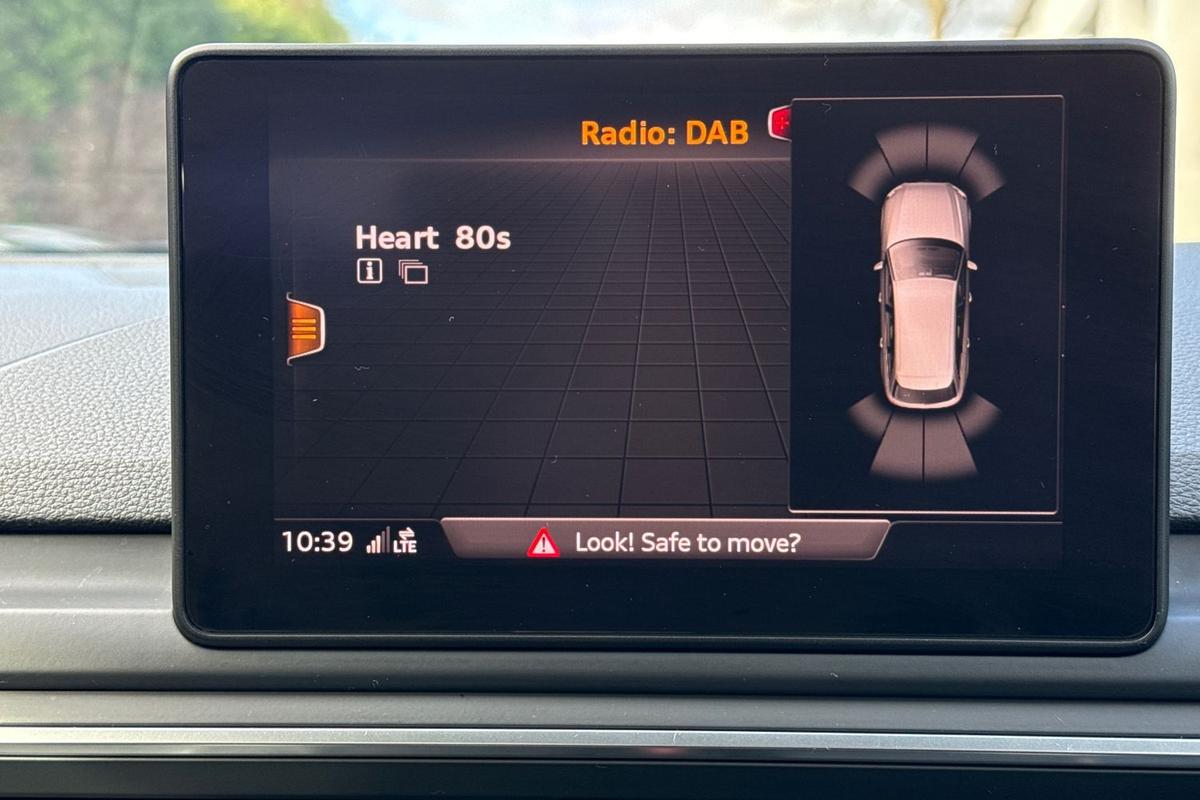 Radio: DAB
Heart 80s
10:39 LTE
Look! Safe to move?